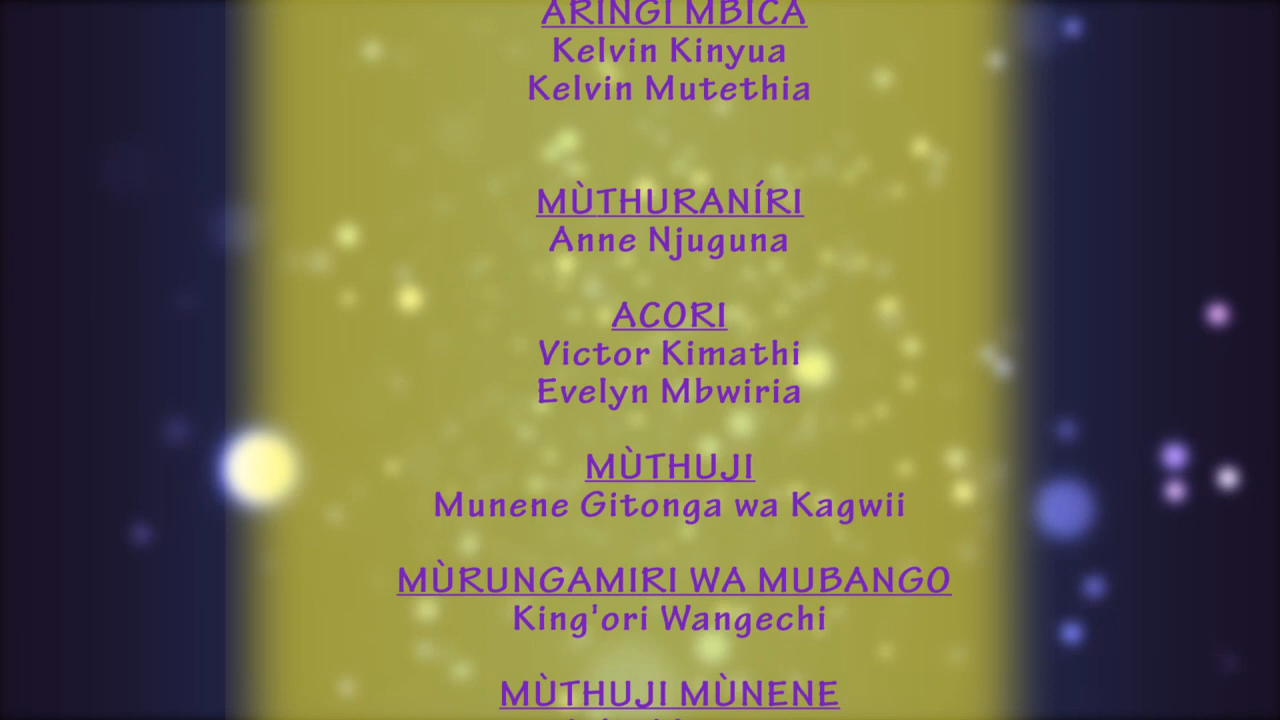 ARINGI MBICA
Kelvin Kinyua
Kelvin Mutethia
MÙTHURANÍRI
Anne Njuguna
ACORI
Victor Kimathi
Evelyn Mbwiria
MÙTHUJI
Munene Gitonga wa Kagwii
MÙRUNGAMIRI WA MUBANGO
King'ori Wangechi
MÙTHUJI MÙNENE